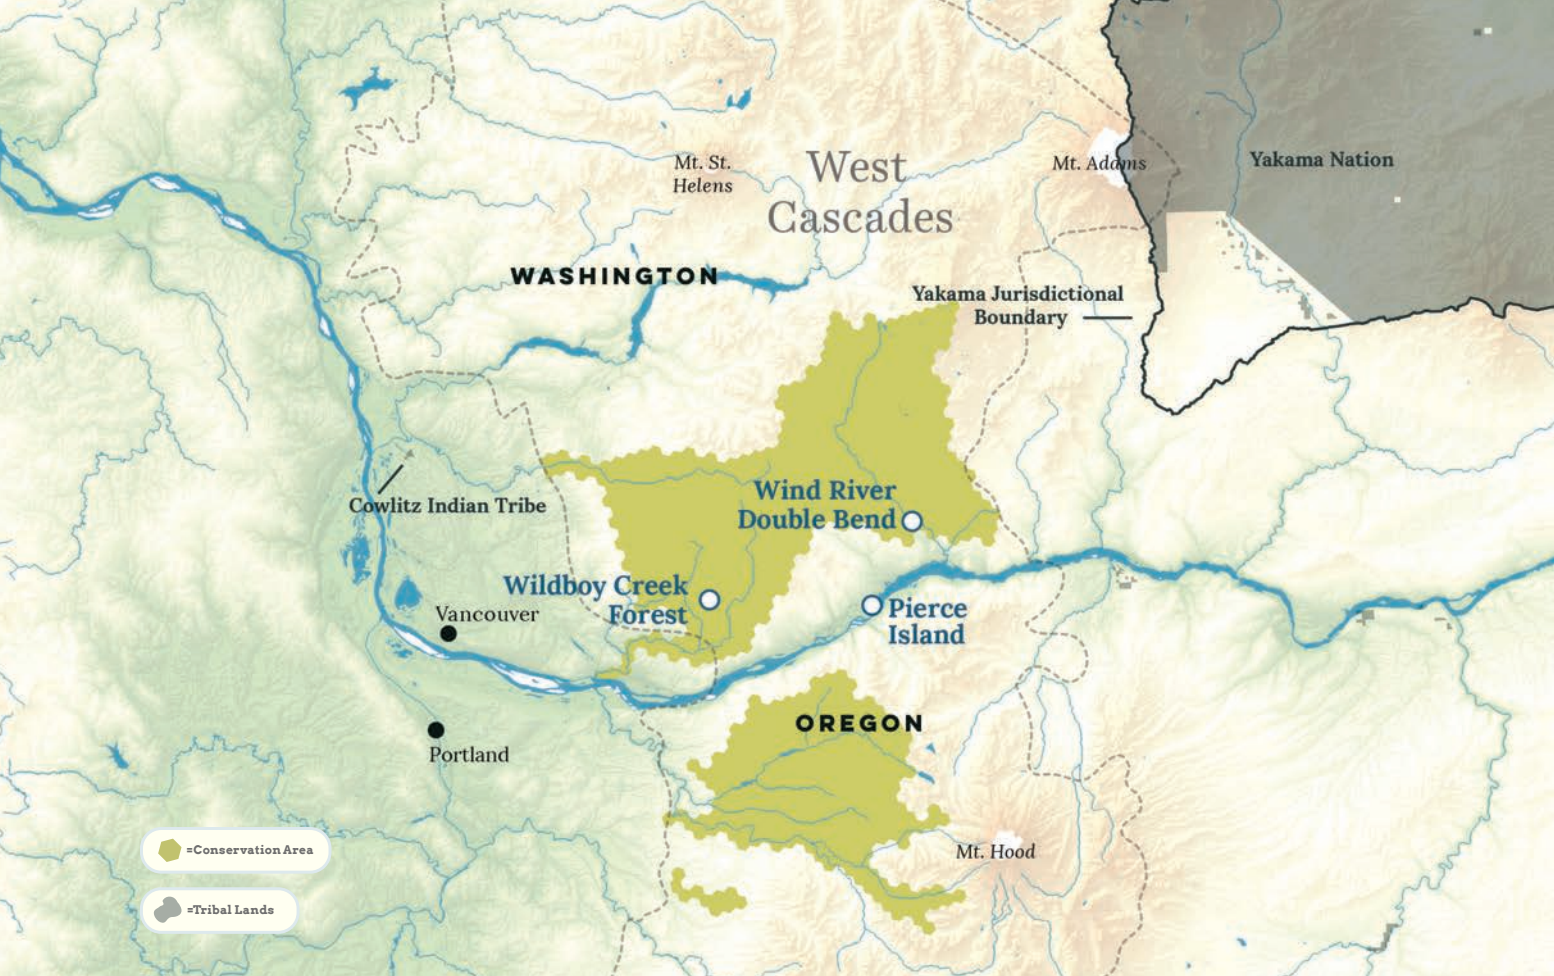 Mt. St.
Helens
West
Cascades
Mt. Adams
Yakama Nation
WASHINGTON
Yakama Jurisdictional
Boundary
Wind River
Double Bend
Cowlitz Indian Tribe
Wildboy Creek
Forest
Vancouver
Pierce
Island
OREGON
Portland
Mt. Hood
=Conservation Area
=Tribal Lands